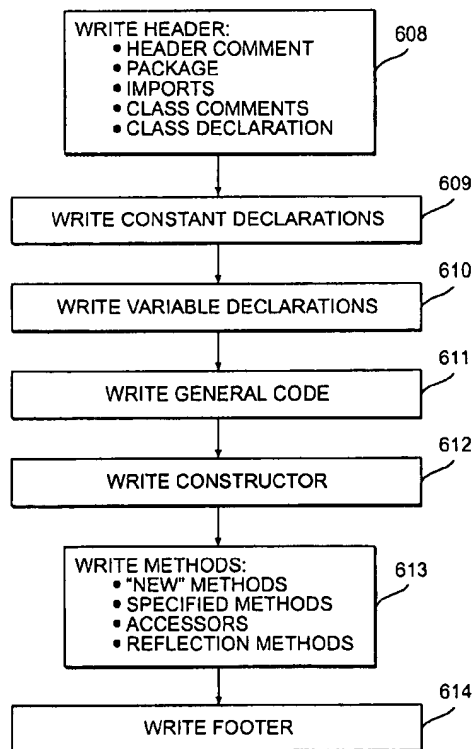 WRITE HEADER:
• HEADER COMMENT
• PACKAGE
• IMPORTS
• CLASS COMMENTS
• CLASS DECLARATION
608
609
WRITE CONSTANT DECLARATIONS
610
WRITE VARIABLE DECLARATIONS
611
WRITE GENERAL CODE
612
WRITE CONSTRUCTOR
WRITE METHODS:
• "NEW" METHODS
• SPECIFIED METHODS
• ACCESSORS
• REFLECTION METHODS
613
614
WRITE FOOTER